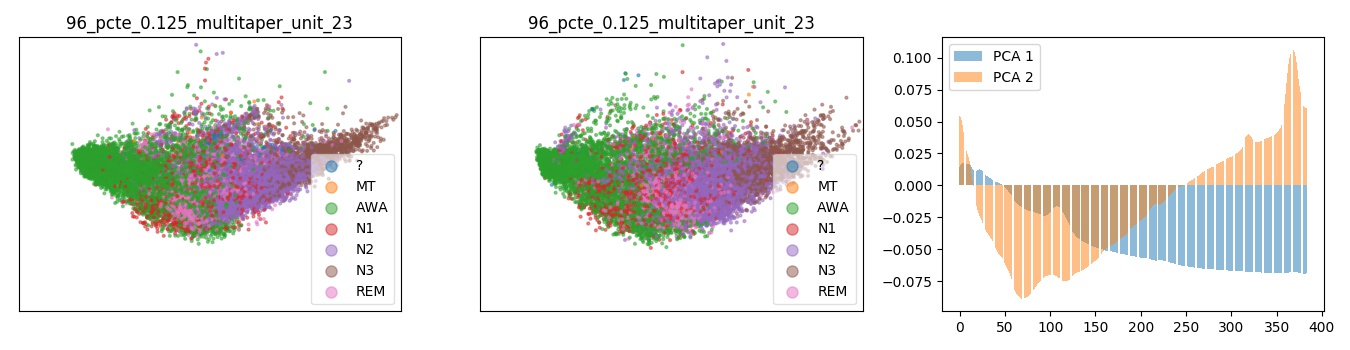 96_pcte_0.125_multitaper_unit_23
?
MT
AWA
N1
N2
N3
REM
96_pcte_0.125_multitaper_unit_23
?
MT
AWA
N1
N2
N3
REM
PCA 1
PCA 2
0.100
0.075
0.050
0.025
0.000
−0.025
−0.050
−0.075
0 50 100 150 200 250 300 350 400